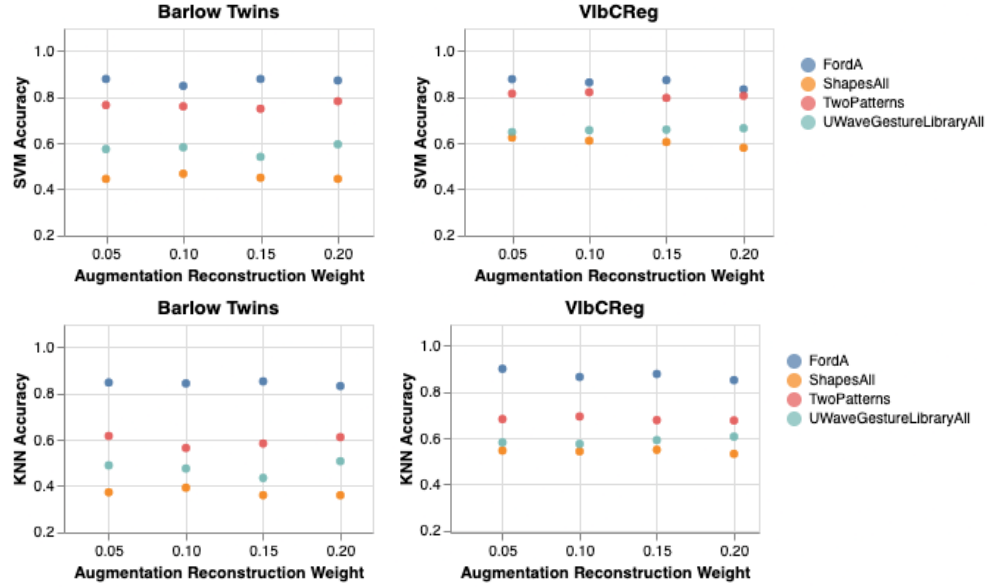 Barlow Twins
VIbCReg
SVM Accuracy
1.0
0.8
0.6
0.4
0.2
0.05 0.10 0.15 0.20
Augmentation Reconstruction Weight
SVM Accuracy
1.0
0.8
0.6
0.4
0.2
0.05 0.10 0.15 0.20
Augmentation Reconstruction Weight
FordA
ShapesAll
TwoPatterns
UWaveGestureLibraryAll
Barlow Twins
VIbCReg
KNN Accuracy
1.0
0.8
0.6
0.4
0.2
0.05 0.10 0.15 0.20
Augmentation Reconstruction Weight
KNN Accuracy
1.0
0.8
0.6
0.4
0.2
0.05 0.10 0.15 0.20
Augmentation Reconstruction Weight
FordA
ShapesAll
TwoPatterns
UWaveGestureLibraryAll